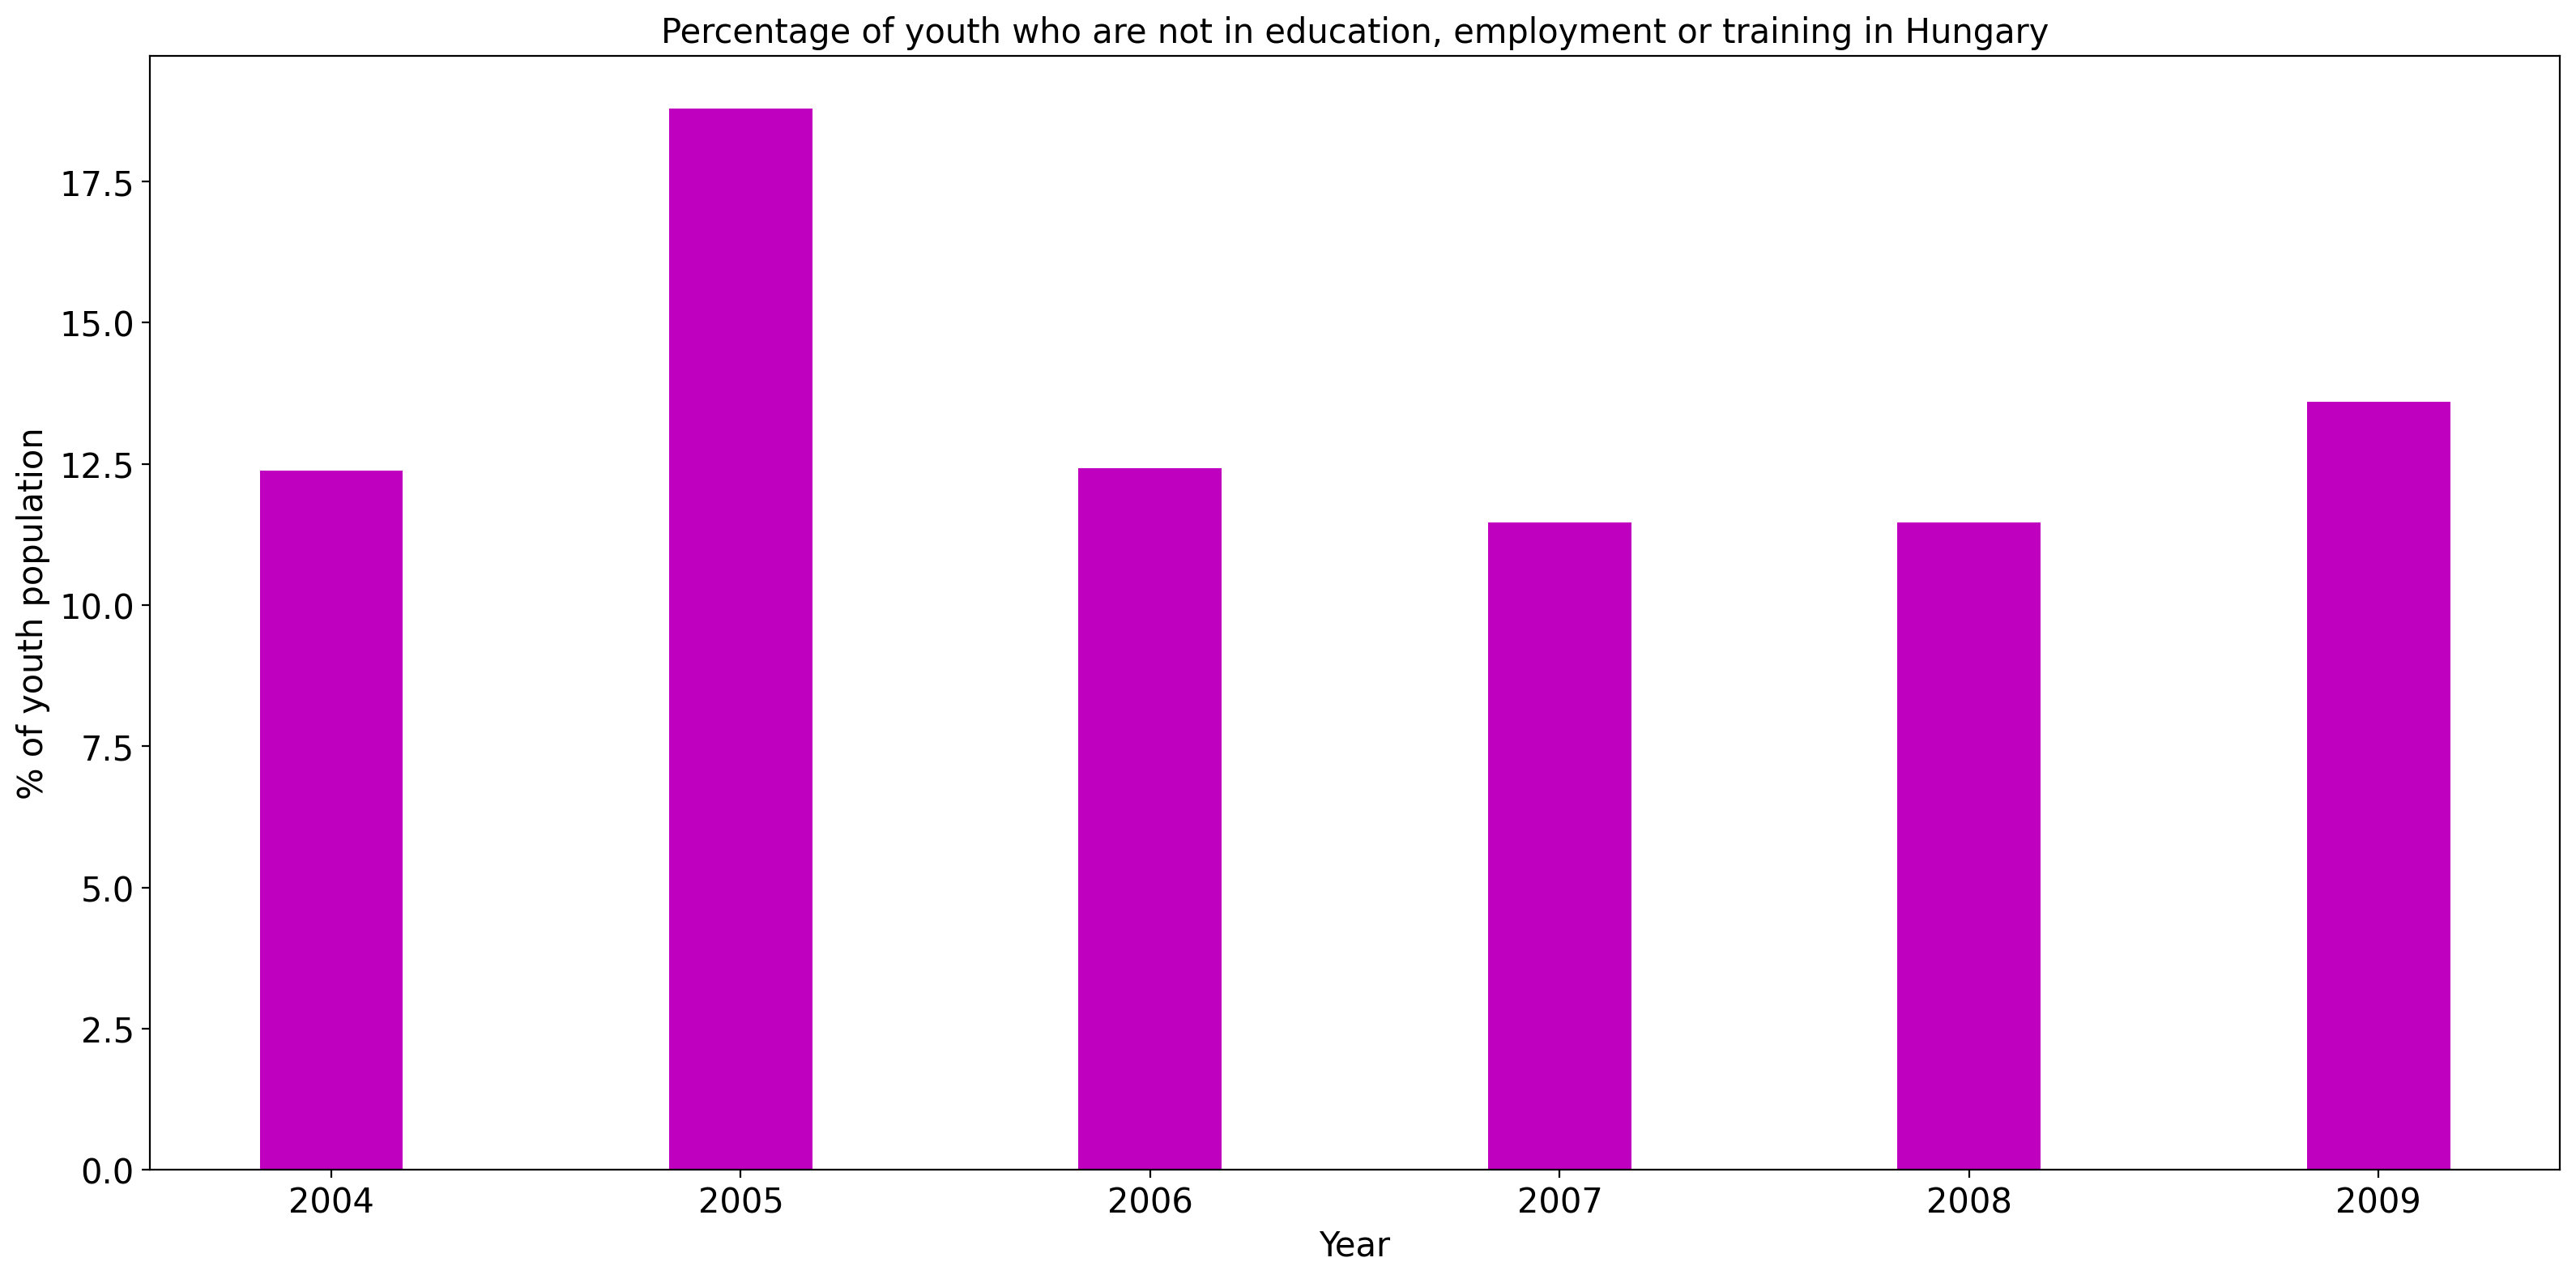 Percentage of youth who are not in education, employment or training in Hungary
% of youth population
17.5
15.0
12.5
10.0
7.5
5.0
2.5
0.0
2004 2005 2006 2007 2008 2009
Year